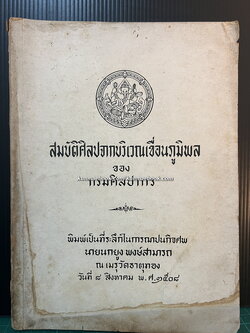 สมบัติศิลปจากบริเวณเขื่อนภูมิพล
ของ
กรมศิลปากร
พิมพ์เป็นที่ระลึกในการฌาปนกิจศพ
นายนกยูง พงษ์สามารถ
ณ เมรุวัดธาตุทอง
วันที่ ๘ สิงหาคม พ.ศ. ๒๕๐๘